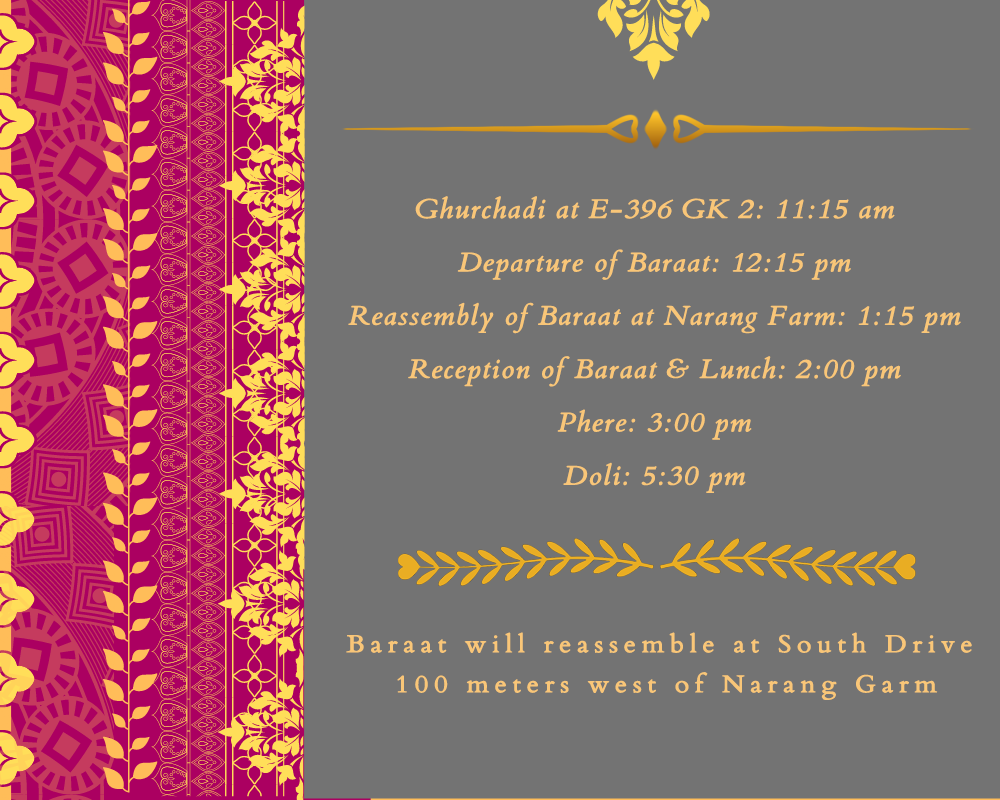 Ghurchadi at E-396 GK 2: 11:15 am
Departure of Baraat: 12:15 pm
Reassembly of Baraat at Narang Farm: 1:15 pm
Reception of Baraat & Lunch: 2:00 pm
Phere: 3:00 pm
Doli: 5:30 pm
Baraat will reassemble at South Drive
100 meters west of Narang Garm